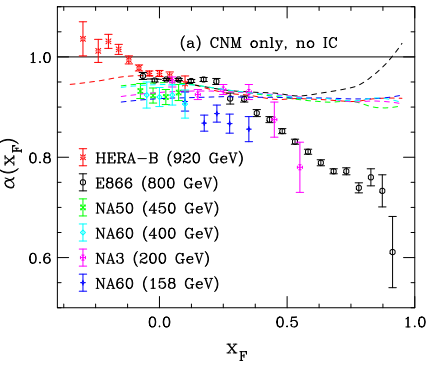 (a) CNM only, no IC
1.0
0.8
0.6
α(x_F)
HERA-B (920 GeV)
E866 (800 GeV)
NA50 (450 GeV)
NA60 (400 GeV)
NA3 (200 GeV)
NA60 (158 GeV)
0.0 0.5 1.0
x_F